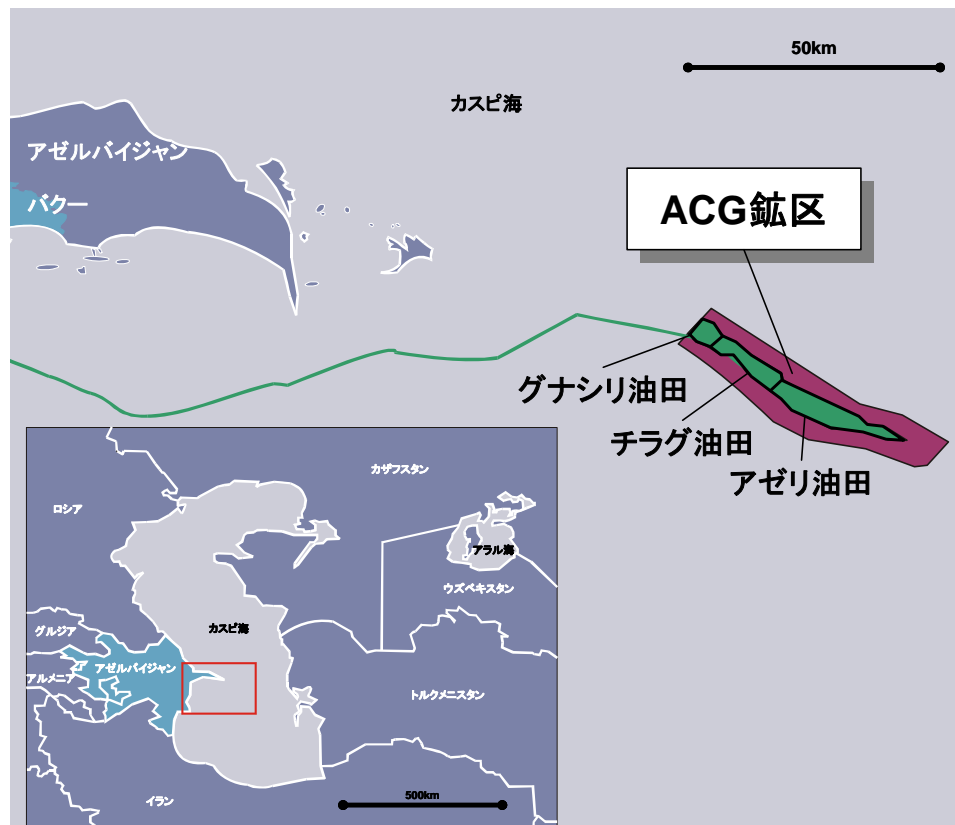 50km
カスピ海
アゼルバイジャン
バクー
ACG鉱区
グナシリ油田
チラグ油田
アゼリ油田
カザフスタン
ロシア
アラル海
ウズベキスタン
グルジア
カスピ海
アゼルバイジャン
アルメニア
トルクメニスタン
イラン
500km